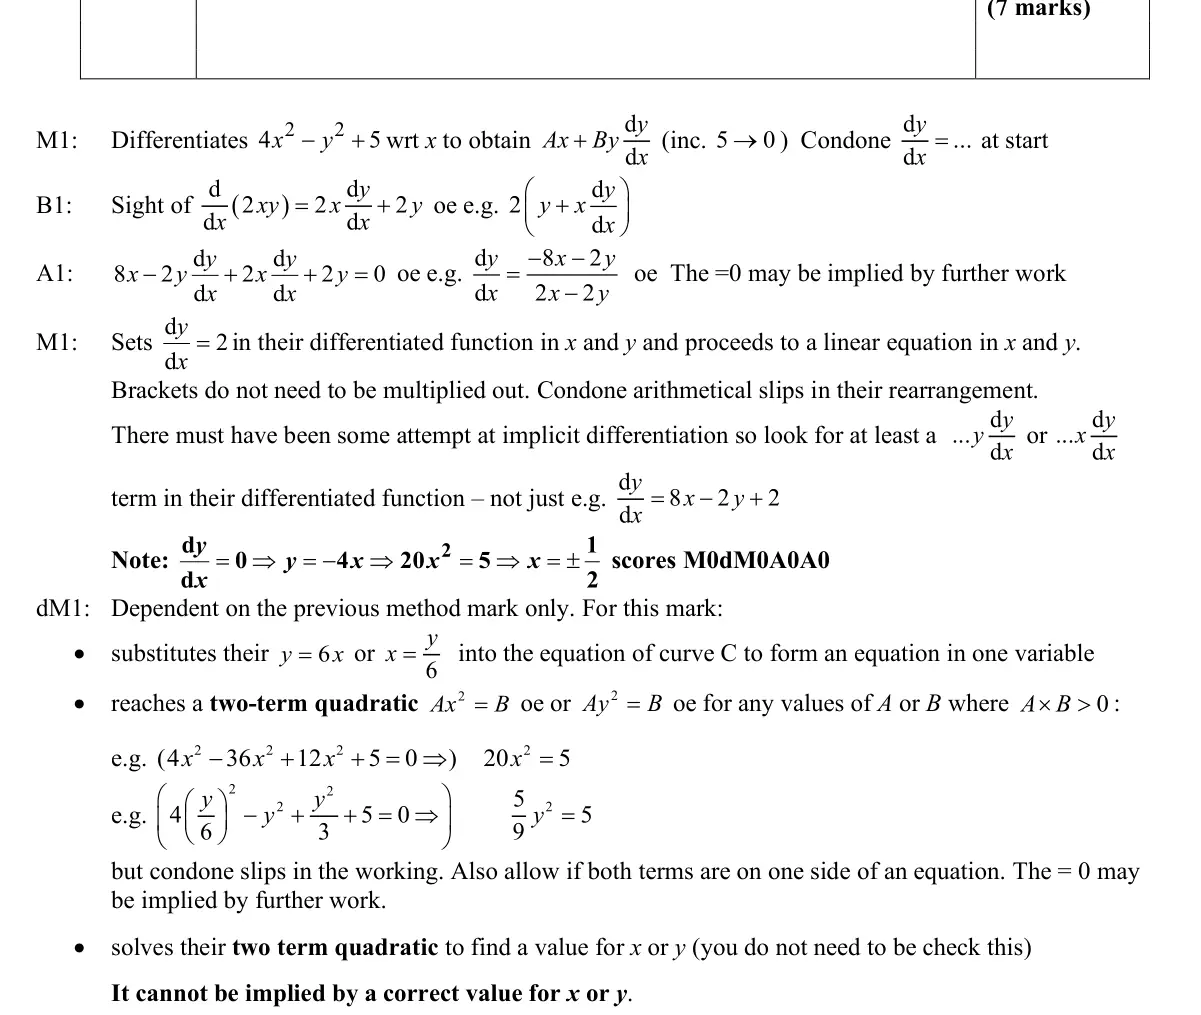 (7 marks)
M1: Differentiates 4x² − y² + 5 wrt x to obtain Ax + By dy/dx (inc. 5 → 0) Condone dy/dx = ... at start
B1: Sight of d/dx (2xy) = 2x dy/dx + 2y oe e.g. 2(y + x dy/dx)
A1: 8x − 2y dy/dx + 2x dy/dx + 2y = 0 oe e.g. dy/dx = (−8x − 2y)/(2x − 2y) oe The =0 may be implied by further work
M1: Sets dy/dx = 2 in their differentiated function in x and y and proceeds to a linear equation in x and y.
Brackets do not need to be multiplied out. Condone arithmetical slips in their rearrangement.
There must have been some attempt at implicit differentiation so look for at least a ...y dy/dx or ...x dy/dx
term in their differentiated function – not just e.g. dy/dx = 8x − 2y + 2
Note: dy/dx = 0 ⇒ y = −4x ⇒ 20x² = 5 ⇒ x = ± 1/2 scores M0dM0A0A0
dM1: Dependent on the previous method mark only. For this mark:
• substitutes their y = 6x or x = y/6 into the equation of curve C to form an equation in one variable
• reaches a two-term quadratic Ax² = B oe or Ay² = B oe for any values of A or B where A × B > 0 :
e.g. (4x² − 36x² + 12x² + 5 = 0 ⇒) 20x² = 5
e.g. (4(y/6)² − y² + y²/3 + 5 = 0 ⇒) 5/9 y² = 5
but condone slips in the working. Also allow if both terms are on one side of an equation. The = 0 may
be implied by further work.
• solves their two term quadratic to find a value for x or y (you do not need to be check this)
It cannot be implied by a correct value for x or y.